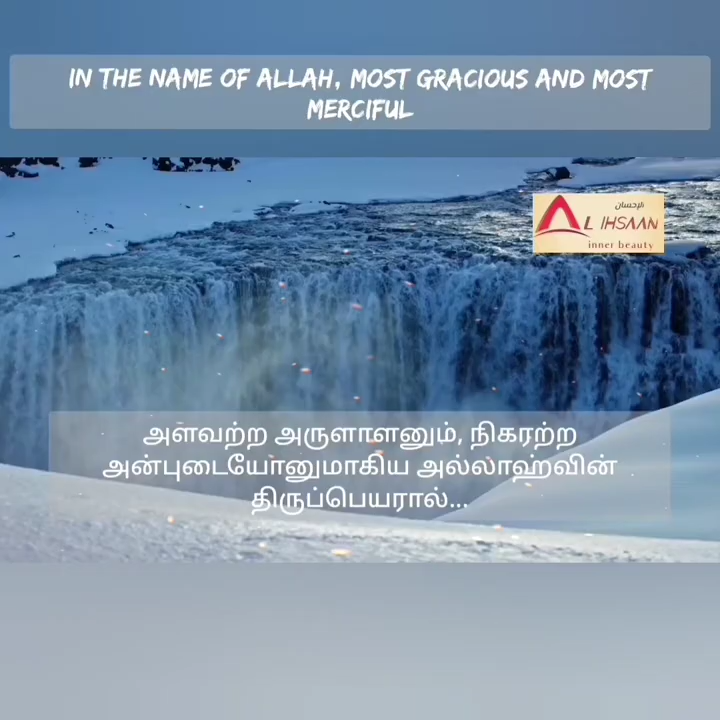 IN THE NAME OF ALLAH, MOST GRACIOUS AND MOST
MERCIFUL
الإحسان
AL IHSAAN
inner beauty
அளவற்ற அருளாளனும், நிகரற்ற
அன்புடையோனுமாகிய அல்லாஹ்வின்
திருப்பெயரால்...